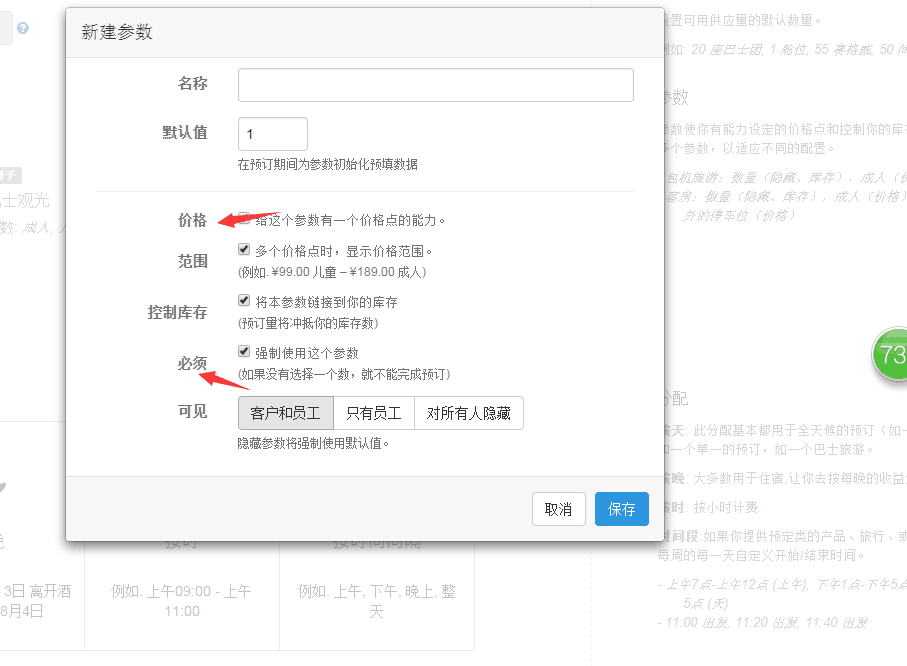 新建参数
名称
默认值
1
在预订期间为参数初始化预填数据
价格
给这个参数有一个价格点的能力。
范围
多个价格点时，显示价格范围。
(例如. ¥99.00 儿童 – ¥189.00 成人)
控制库存
将本参数链接到你的库存
(预订量将冲抵你的库存数)
必须
强制使用这个参数
(如果没有选择一个数，就不能完成预订)
可见
客户和员工
只有员工
对所有人隐藏
隐藏参数将强制使用默认值。
取消
保存
士观光
数: 成人,
3日 离开酒
8月4日
按时
例如. 上午09:00 - 上午
11:00
按时间间隔
例如. 上午, 下午, 晚上, 整
天
设置可用供应量的默认数量。
例如: 20 座巴士团, 1 舱位, 55 赛格威, 50
参数
参数使你有能力设定的价格点和控制你的库
多个参数，以适应不同的配置。
包机旅游: 数量（隐藏、库存），成人（
客房: 数量（隐藏、库存），成人（价格）
外的停车位（价格）
73
分配
按天: 此分配基本都用于全天候的预订（如一
如一个单一的预订，如一个巴士旅游。
按晚: 大多数用于住宿,让你去按每晚的收益
按时: 按小时计费.
时间段:如果你提供预定类的产品、旅行、或
每周的每一天自定义开始/结束时间。
- 上午7点-上午12点 (上午), 下午1点-下午5点
5点 (天)
- 11:00 出发, 11:20 出发, 11:40 出发